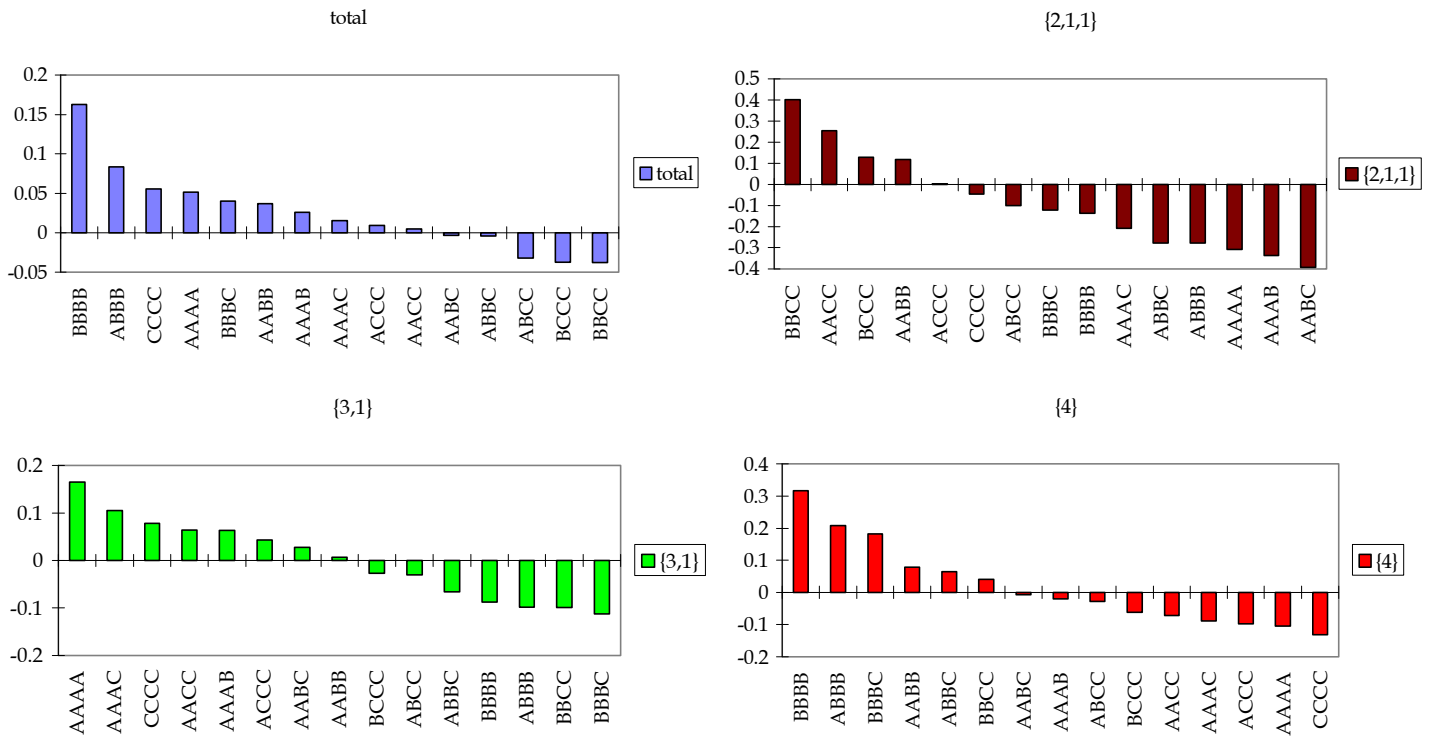 total
0.2
0.15
0.1
0.05
0
-0.05
BBBB
ABBB
CCCC
AAAA
BBBC
AABB
AAAB
AAAC
ACCC
AACC
AABC
ABBC
ABCC
BCCC
BBCC
total
{2,1,1}
0.5
0.4
0.3
0.2
0.1
0
-0.1
-0.2
-0.3
-0.4
BBCC
AACC
BCCC
AABB
ACCC
CCCC
ABCC
BBBC
BBBB
AAAC
ABBC
ABBB
AAAA
AAAB
AABC
{2,1,1}
{3,1}
0.2
0.1
0
-0.1
-0.2
AAAA
AAAC
CCCC
AACC
AAAB
ACCC
AABC
AABB
BCCC
ABCC
ABBC
BBBB
ABBB
BBCC
BBBC
{3,1}
{4}
0.4
0.3
0.2
0.1
0
-0.1
-0.2
BBBB
ABBB
BBBC
AABB
ABBC
BBCC
AABC
AAAB
ABCC
BCCC
AACC
AAAC
ACCC
AAAA
CCCC
{4}